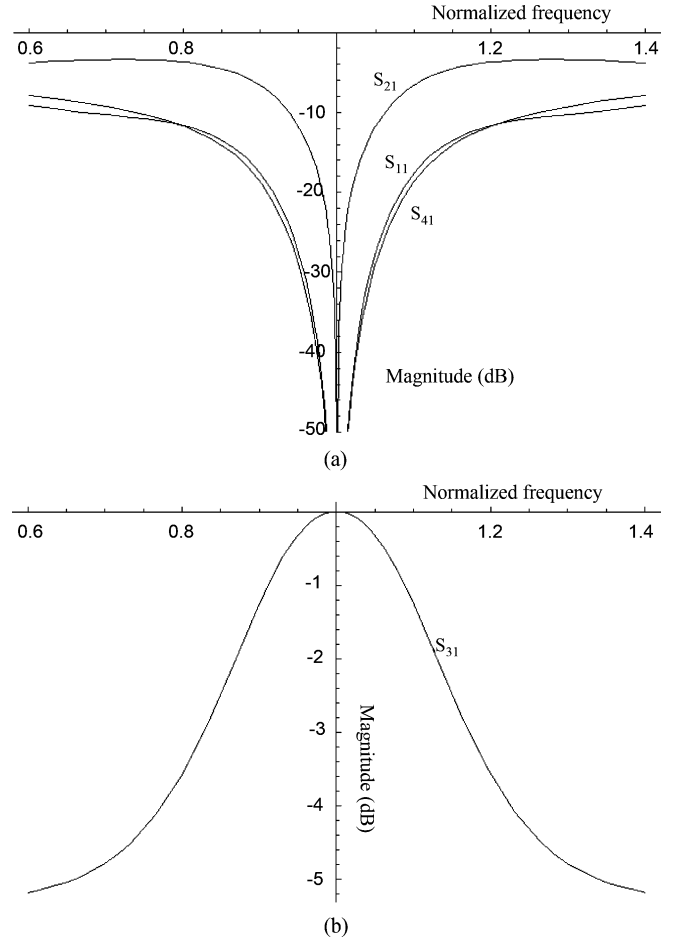 Normalized frequency
0.6 0.8 1.2 1.4
S21
-10
S11
-20
S41
-30
-40
Magnitude (dB)
-50
(a)
Normalized frequency
0.6 0.8 1.2 1.4
-1
S31
-2
-3
Magnitude (dB)
-4
-5
(b)